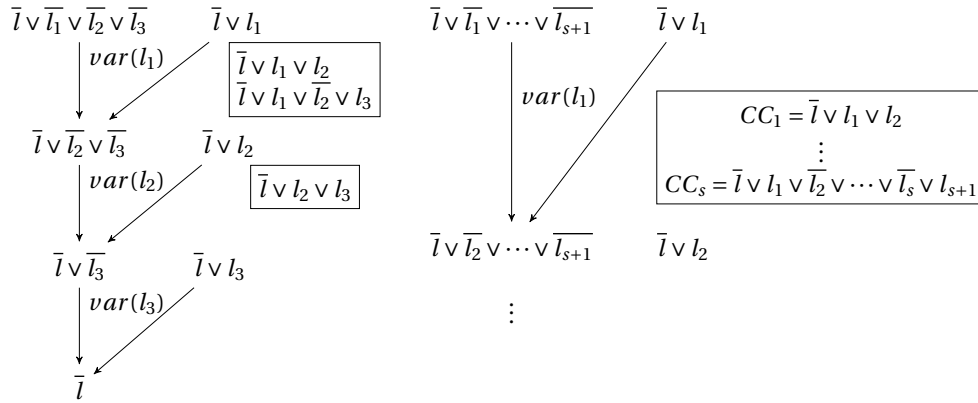 l̅ ∨ l̅₁ ∨ l̅₂ ∨ l̅₃
l̅ ∨ l₁
var(l₁)
l̅ ∨ l₁ ∨ l₂
l̅ ∨ l₁ ∨ l̅₂ ∨ l₃
l̅ ∨ l̅₂ ∨ l̅₃
l̅ ∨ l₂
var(l₂)
l̅ ∨ l₂ ∨ l₃
l̅ ∨ l̅₃
l̅ ∨ l₃
var(l₃)
l̅
l̅ ∨ l̅₁ ∨ ⋯ ∨ l̅ₛ₊₁
l̅ ∨ l₁
var(l₁)
CC₁ = l̅ ∨ l₁ ∨ l₂
⋮
CCₛ = l̅ ∨ l₁ ∨ l̅₂ ∨ ⋯ ∨ l̅ₛ ∨ lₛ₊₁
l̅ ∨ l̅₂ ∨ ⋯ ∨ l̅ₛ₊₁
l̅ ∨ l₂
⋮